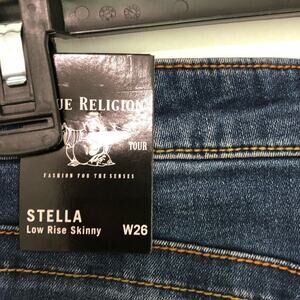 UE RELIGION
TOUR
FASHION FOR THE SENSES
STELLA
Low Rise Skinny W26